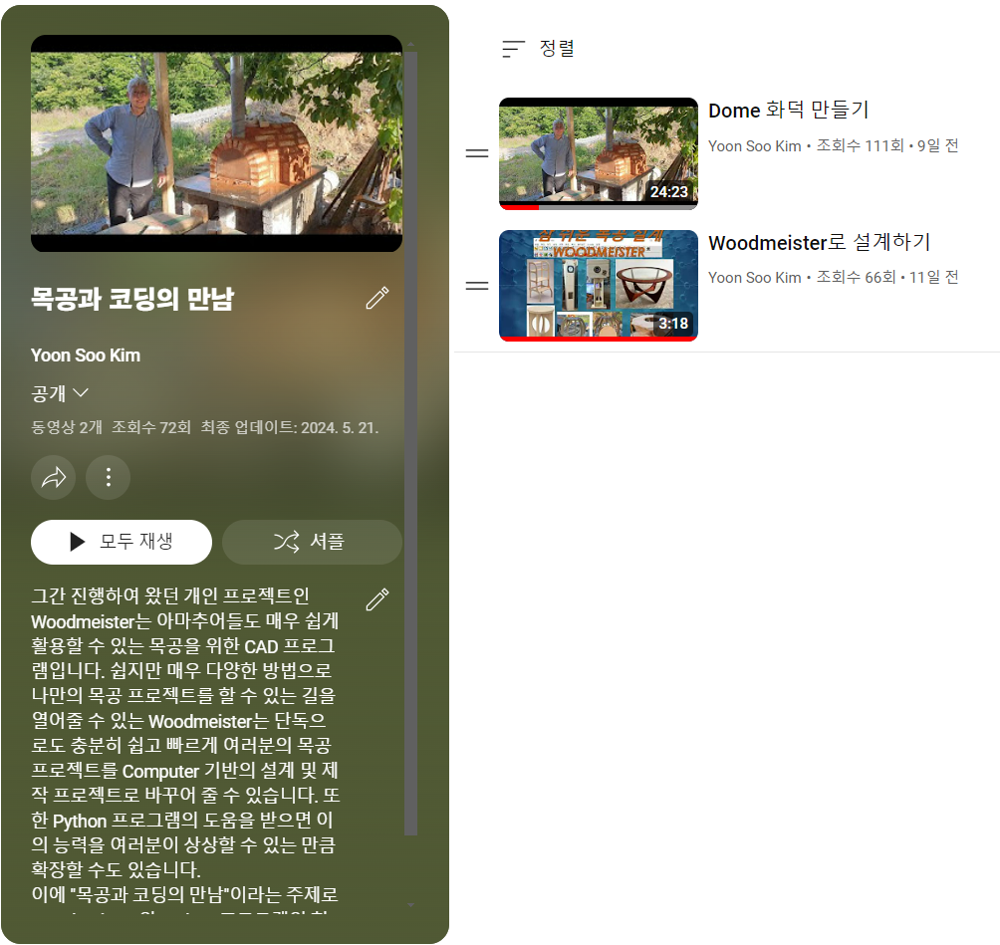 목공과 코딩의 만남
Yoon Soo Kim
공개
동영상 2개 조회수 72회 최종 업데이트: 2024. 5. 21.
모두 재생
셔플
그간 진행하여 왔던 개인 프로젝트인
Woodmeister는 아마추어들도 매우 쉽게
활용할 수 있는 목공을 위한 CAD 프로그
램입니다. 쉽지만 매우 다양한 방법으로
나만의 목공 프로젝트를 할 수 있는 길을
열어줄 수 있는 Woodmeister는 단독으
로도 충분히 쉽고 빠르게 여러분의 목공
프로젝트를 Computer 기반의 설계 및 제
작 프로젝트로 바꾸어 줄 수 있습니다. 또
한 Python 프로그램의 도움을 받으면 이
의 능력을 여러분이 상상할 수 있는 만큼
확장할 수도 있습니다.
이에 "목공과 코딩의 만남"이라는 주제로
정렬
Dome 화덕 만들기
Yoon Soo Kim • 조회수 111회 • 9일 전
24:23
Woodmeister로 설계하기
Yoon Soo Kim • 조회수 66회 • 11일 전
쉬운 목공 설계
WOODMEISTER
3:18